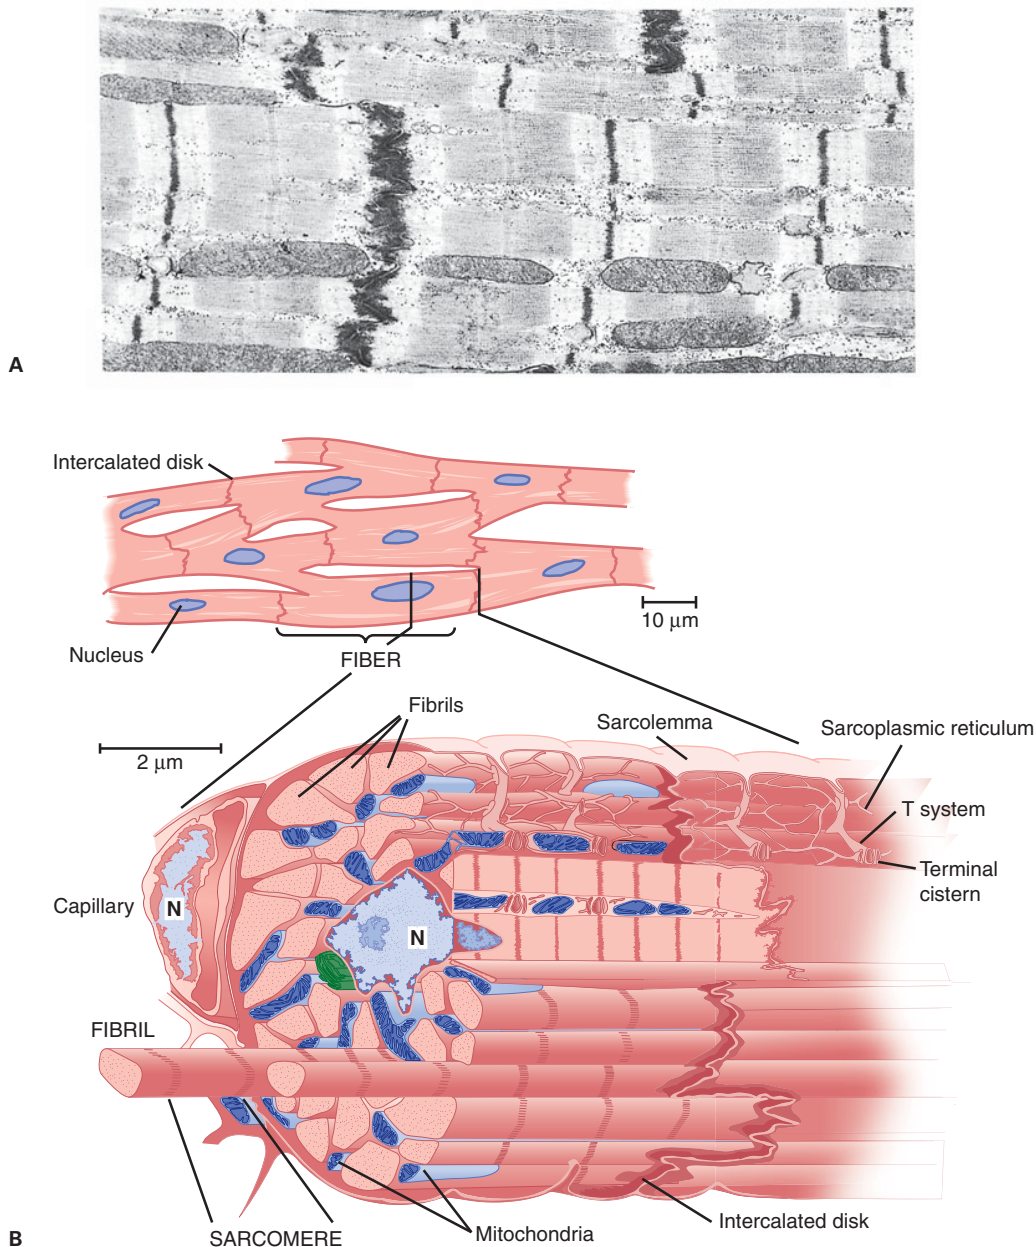 A
Intercalated disk
10 μm
Nucleus
FIBER
Fibrils
Sarcolemma
Sarcoplasmic reticulum
2 μm
T system
Terminal
cistern
Capillary
N
N
FIBRIL
Intercalated disk
Mitochondria
SARCOMERE
B